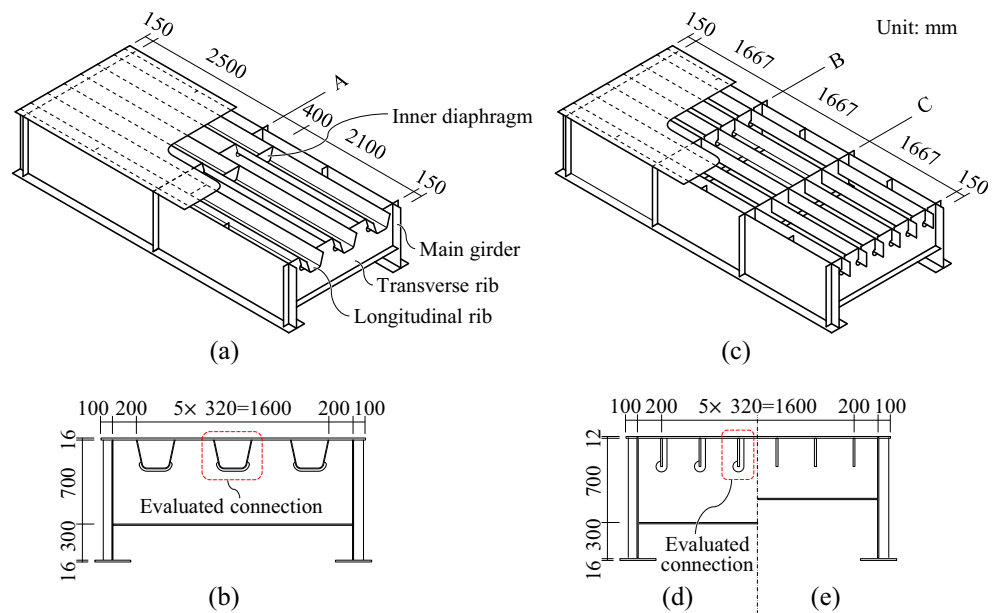 150
2500
A
400
Inner diaphragm
2100
150
Main girder
Transverse rib
Longitudinal rib
(a)
Unit: mm
150
1667
B
1667
C
1667
150
(c)
100 200 5× 320=1600 200 100
16
700
300
16
Evaluated connection
(b)
100 200 5× 320=1600 200 100
12
700
300
16
Evaluated
connection
(d)
(e)